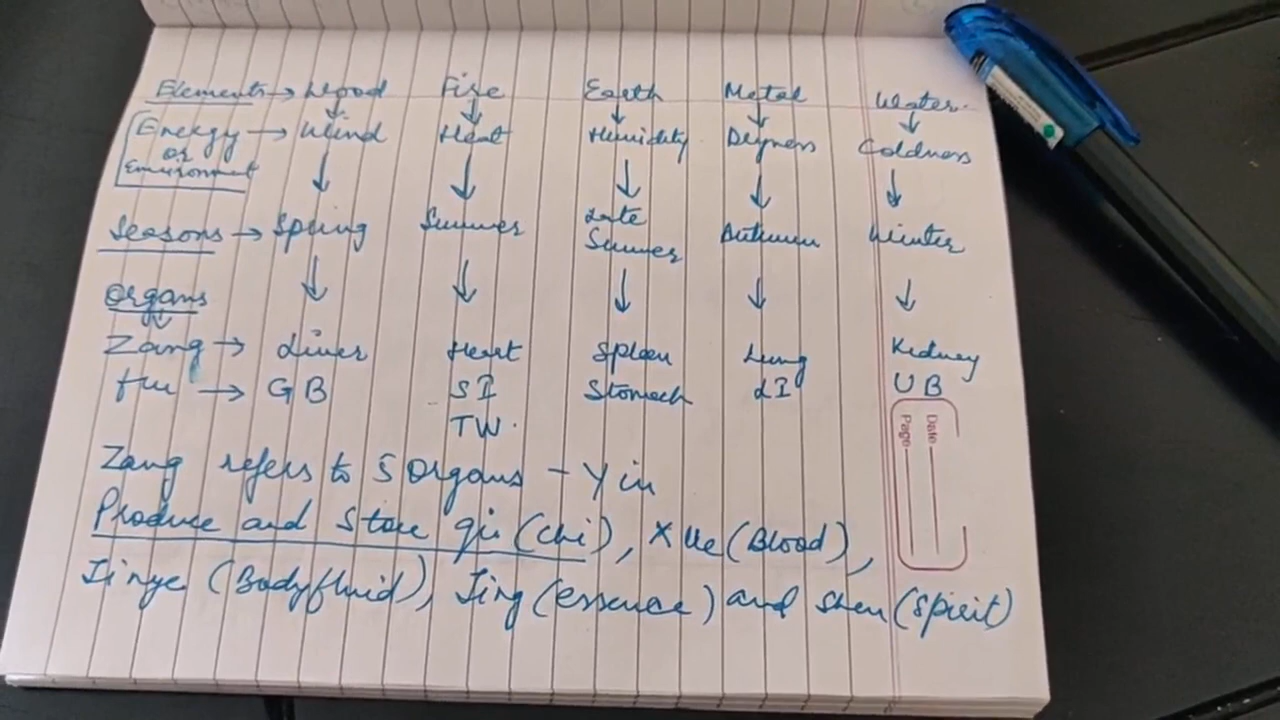 Elements → Wood Fire Earth Metal Water.
Energy → Wind Heat Humidity Dryness Coldness
or
Environmet
Seasons → Spring Summer Late Summer Autumn Winter
Organs
Zang → Liver Heart Spleen Lung Kidney
fu → GB SI Stomach LI UB
TW.
Zang refers to 5 organs - Yin
Produce and Store qi (chi), Xue (Blood),
Jinye (Bodyfluid), Jing (essence) and shen (spirit)
Date
Page